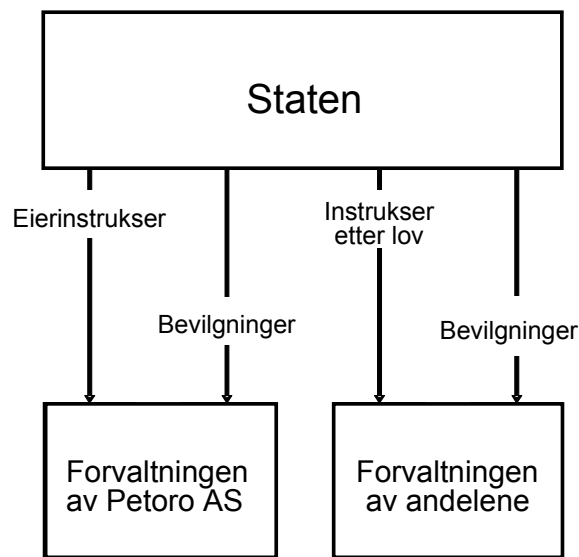 Staten
Eierinstrukser
Instrukser
etter lov
Bevilgninger
Bevilgninger
Forvaltningen
av Petoro AS
Forvaltningen
av andelene